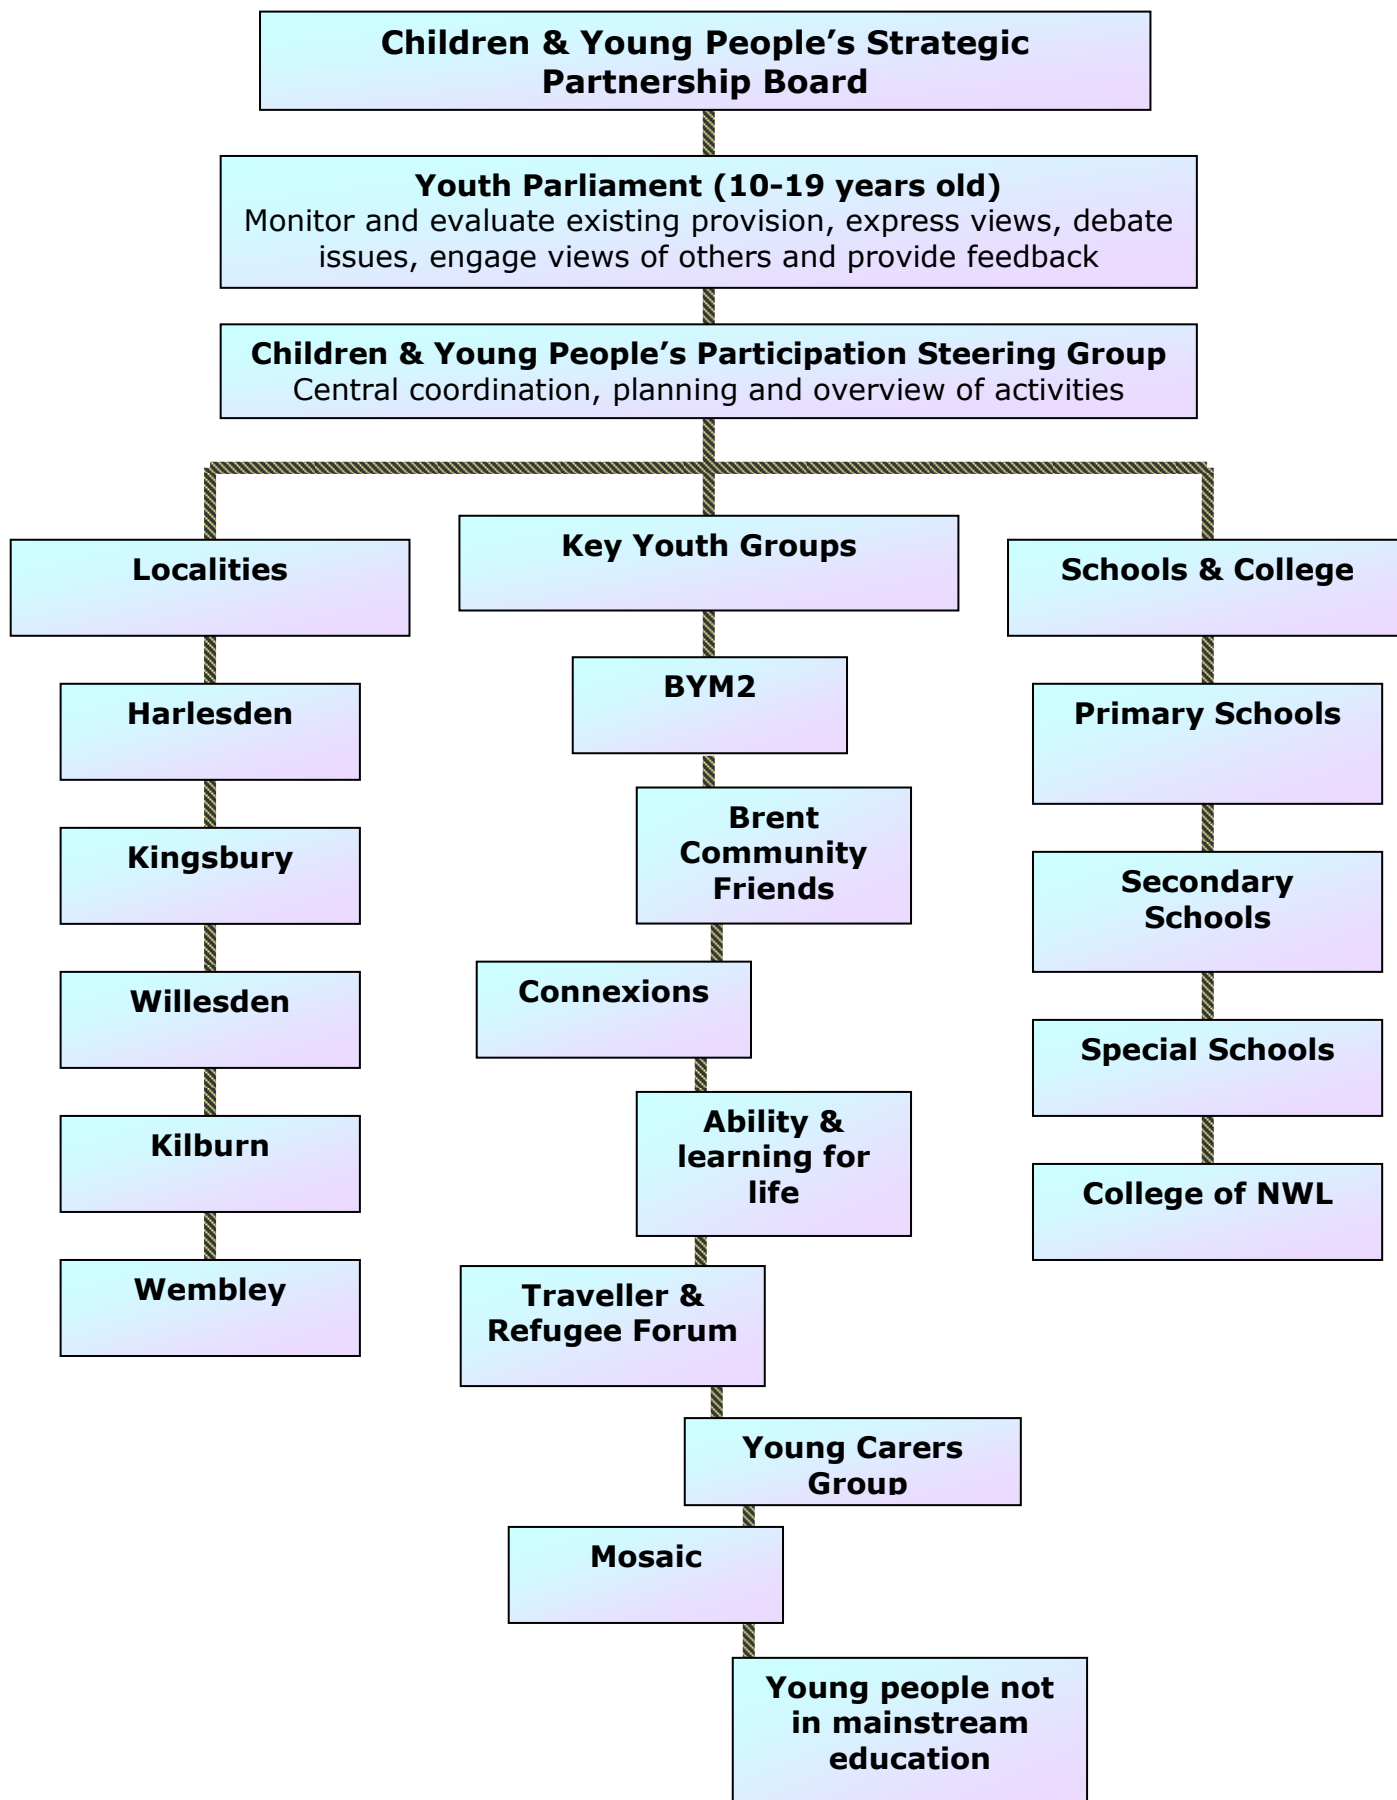 Children & Young People’s Strategic
Partnership Board
Youth Parliament (10-19 years old)
Monitor and evaluate existing provision, express views, debate
issues, engage views of others and provide feedback
Children & Young People’s Participation Steering Group
Central coordination, planning and overview of activities
Localities
Harlesden
Kingsbury
Willesden
Kilburn
Wembley
Key Youth Groups
BYM2
Brent
Community
Friends
Connexions
Ability &
learning for
life
Traveller &
Refugee Forum
Young Carers
Group
Mosaic
Young people not
in mainstream
education
Schools & College
Primary Schools
Secondary
Schools
Special Schools
College of NWL